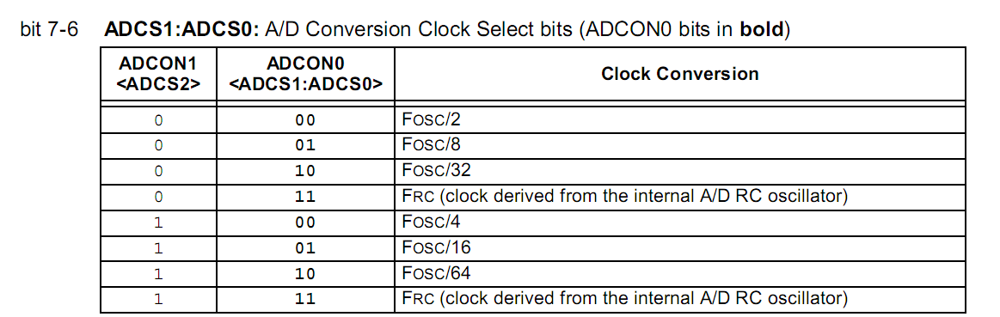 bit 7-6 ADCS1:ADCS0: A/D Conversion Clock Select bits (ADCON0 bits in bold)
ADCON1 <ADCS2> ADCON0 <ADCS1:ADCS0> Clock Conversion
0 00 FOSC/2
0 01 FOSC/8
0 10 FOSC/32
0 11 FRC (clock derived from the internal A/D RC oscillator)
1 00 FOSC/4
1 01 FOSC/16
1 10 FOSC/64
1 11 FRC (clock derived from the internal A/D RC oscillator)